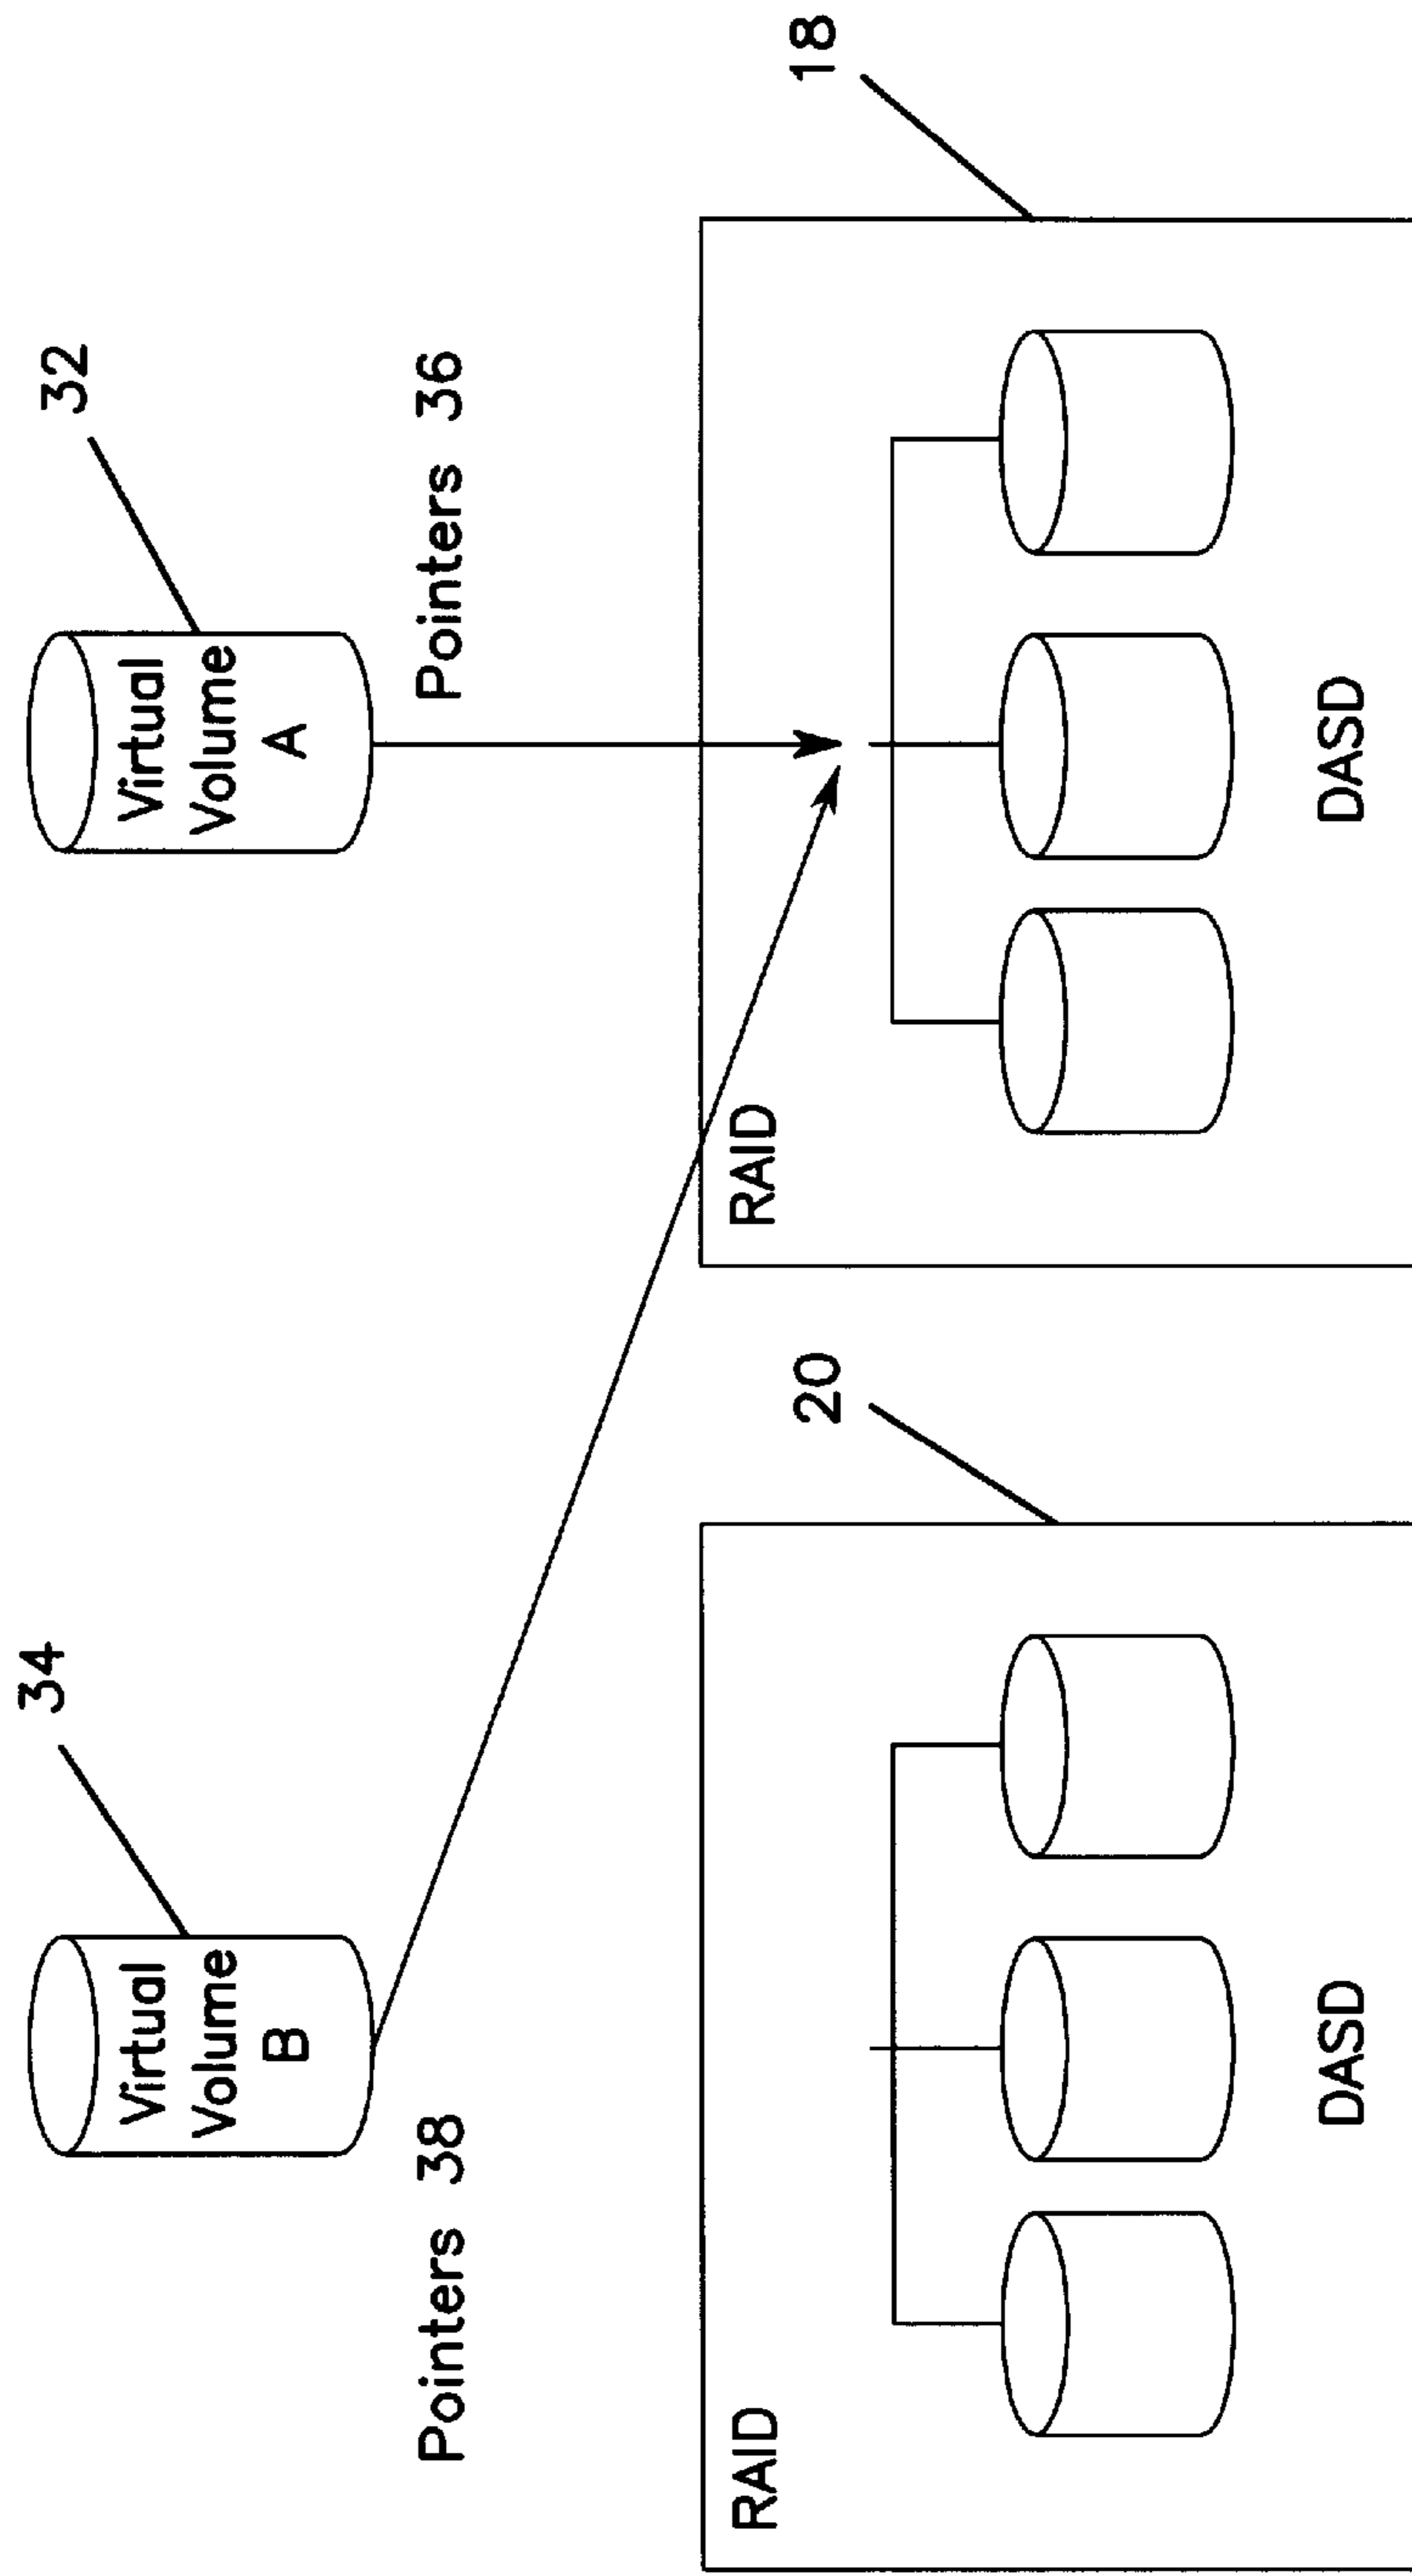 34
32
Virtual
Volume
B
Virtual
Volume
A
Pointers 38
Pointers 36
RAID
20
RAID
18
DASD
DASD